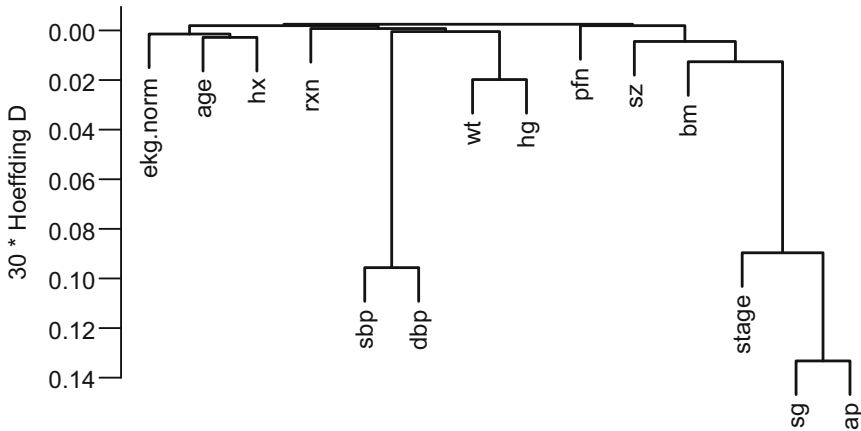 30 * Hoeffding D
0.00
0.02
0.04
0.06
0.08
0.10
0.12
0.14
ekg.norm
age
hx
rxn
sbp
dbp
wt
hg
pfn
sz
bm
stage
sg
ap